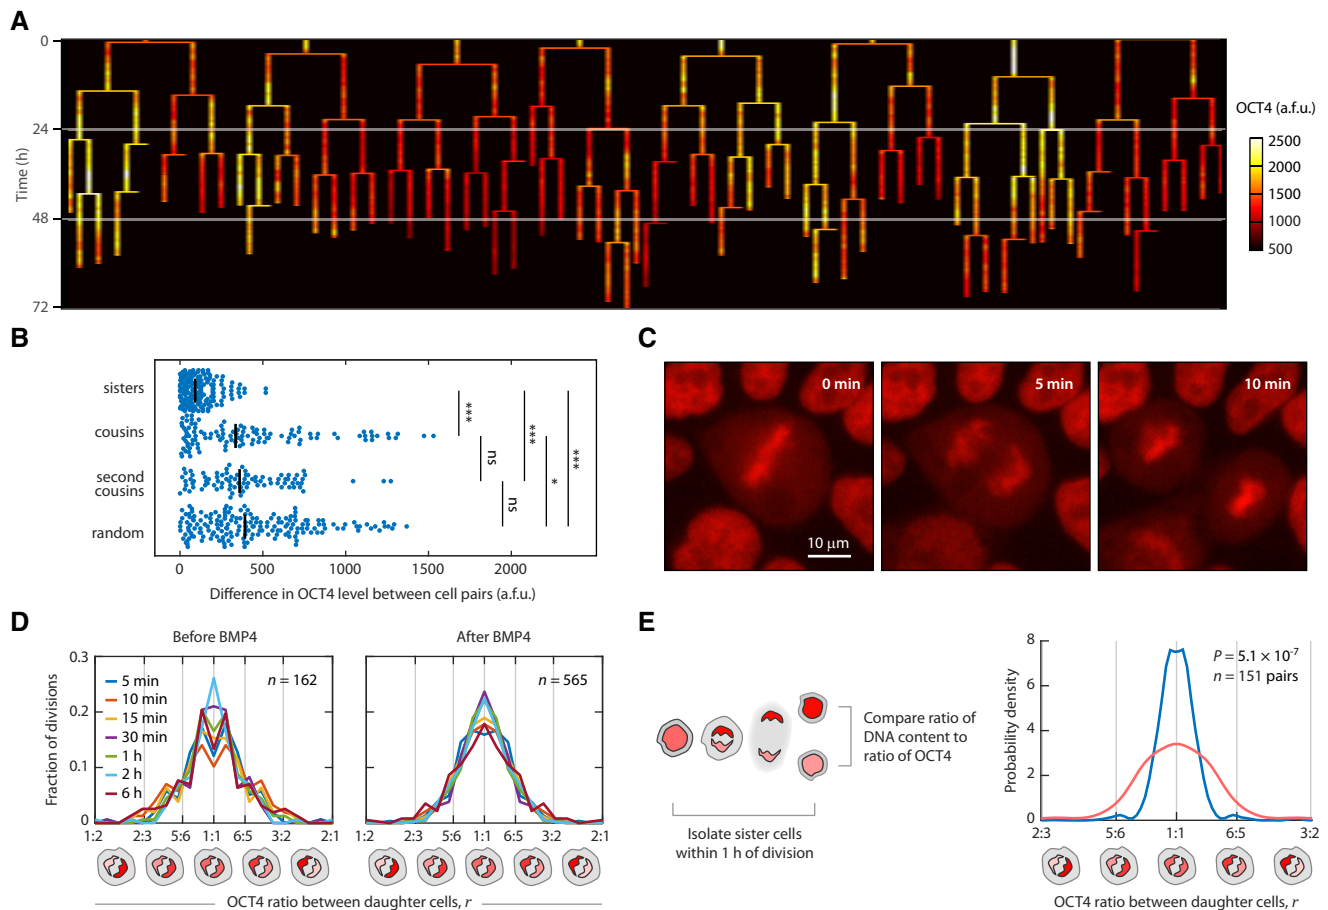 A
0
24
48
72
Time (h)
OCT4 (a.f.u.)
2500
2000
1500
1000
500
B
sisters
cousins
second
cousins
random
***
ns
***
ns
*
***
0 500 1000 1500 2000
Difference in OCT4 level between cell pairs (a.f.u.)
C
0 min
5 min
10 min
10 μm
D
Before BMP4
After BMP4
Fraction of divisions
0.3
0.2
0.1
0
5 min
10 min
15 min
30 min
1 h
2 h
6 h
n = 162
n = 565
1:2 2:3 5:6 1:1 6:5 3:2 2:1
1:2 2:3 5:6 1:1 6:5 3:2 2:1
OCT4 ratio between daughter cells, r
E
Compare ratio of
DNA content to
ratio of OCT4
Isolate sister cells
within 1 h of division
Probability density
8
6
4
2
0
P = 5.1 × 10-7
n = 151 pairs
2:3 5:6 1:1 6:5 3:2
OCT4 ratio between daughter cells, r